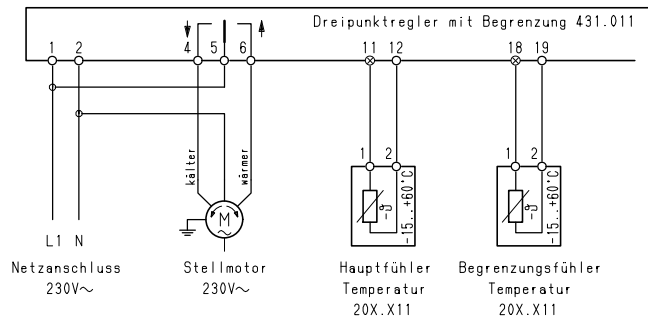 Dreipunktregler mit Begrenzung 431.011
1 2 4 5 6 11 12 18 19
kälter
wärmer
1 2
1 2
M
-ϑ
-15..+60°C
-ϑ
-15..+60°C
L1 N
Netzanschluss
230V~
Stellmotor
230V~
Hauptfühler
Temperatur
20X.X11
Begrenzungsfühler
Temperatur
20X.X11